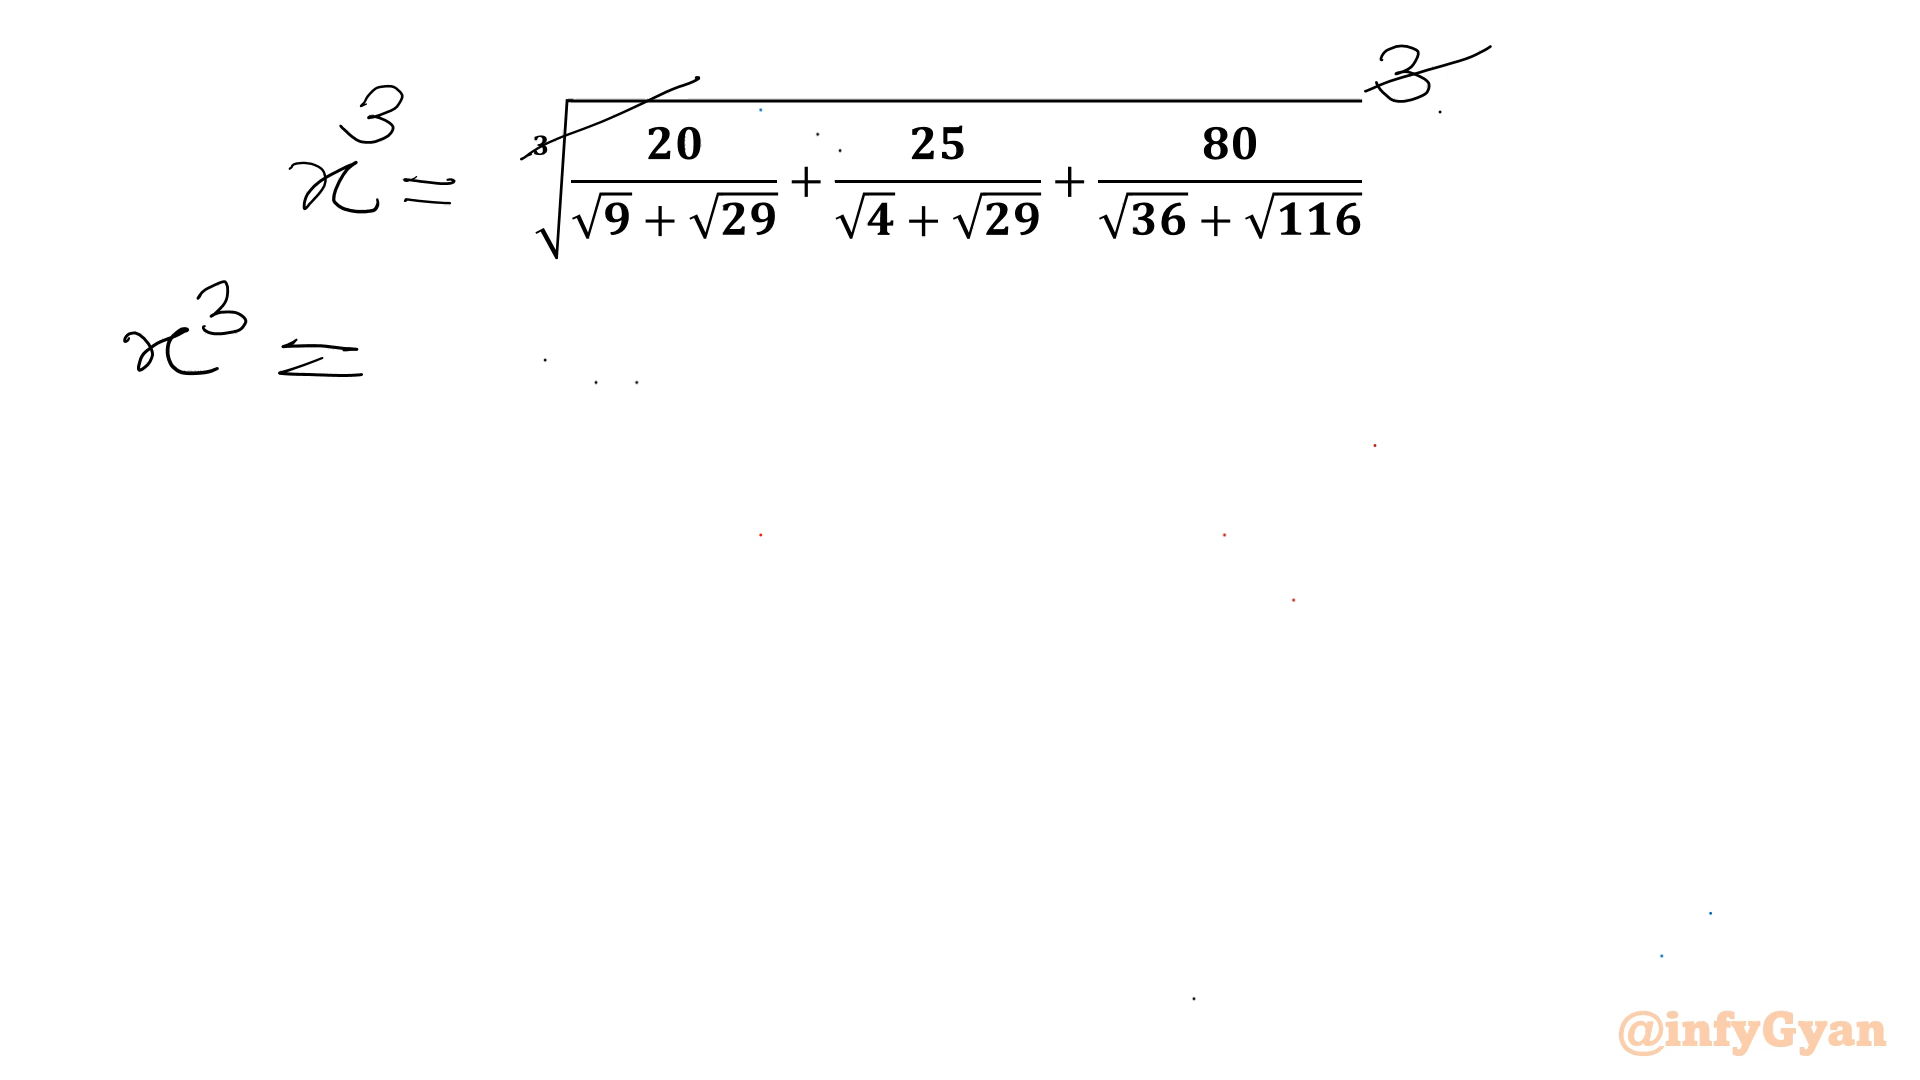 x³ = ∛(20/(√9 + √29) + 25/(√4 + √29) + 80/(√36 + √116))³
x³ =
@infyGyan